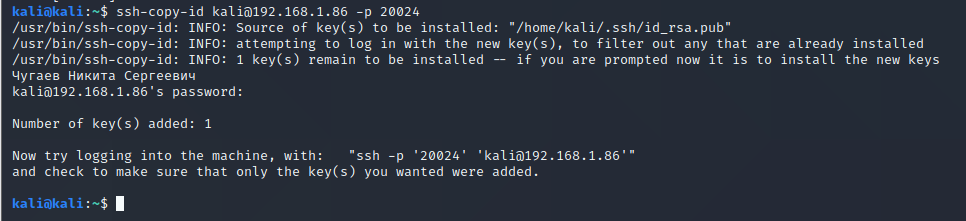 kali@kali:~$ ssh-copy-id kali@192.168.1.86 -p 20024
/usr/bin/ssh-copy-id: INFO: Source of key(s) to be installed: "/home/kali/.ssh/id_rsa.pub"
/usr/bin/ssh-copy-id: INFO: attempting to log in with the new key(s), to filter out any that are already installed
/usr/bin/ssh-copy-id: INFO: 1 key(s) remain to be installed -- if you are prompted now it is to install the new keys
Чугаев Никита Сергеевич
kali@192.168.1.86's password:
Number of key(s) added: 1
Now try logging into the machine, with:   "ssh -p '20024' 'kali@192.168.1.86'"
and check to make sure that only the key(s) you wanted were added.
kali@kali:~$